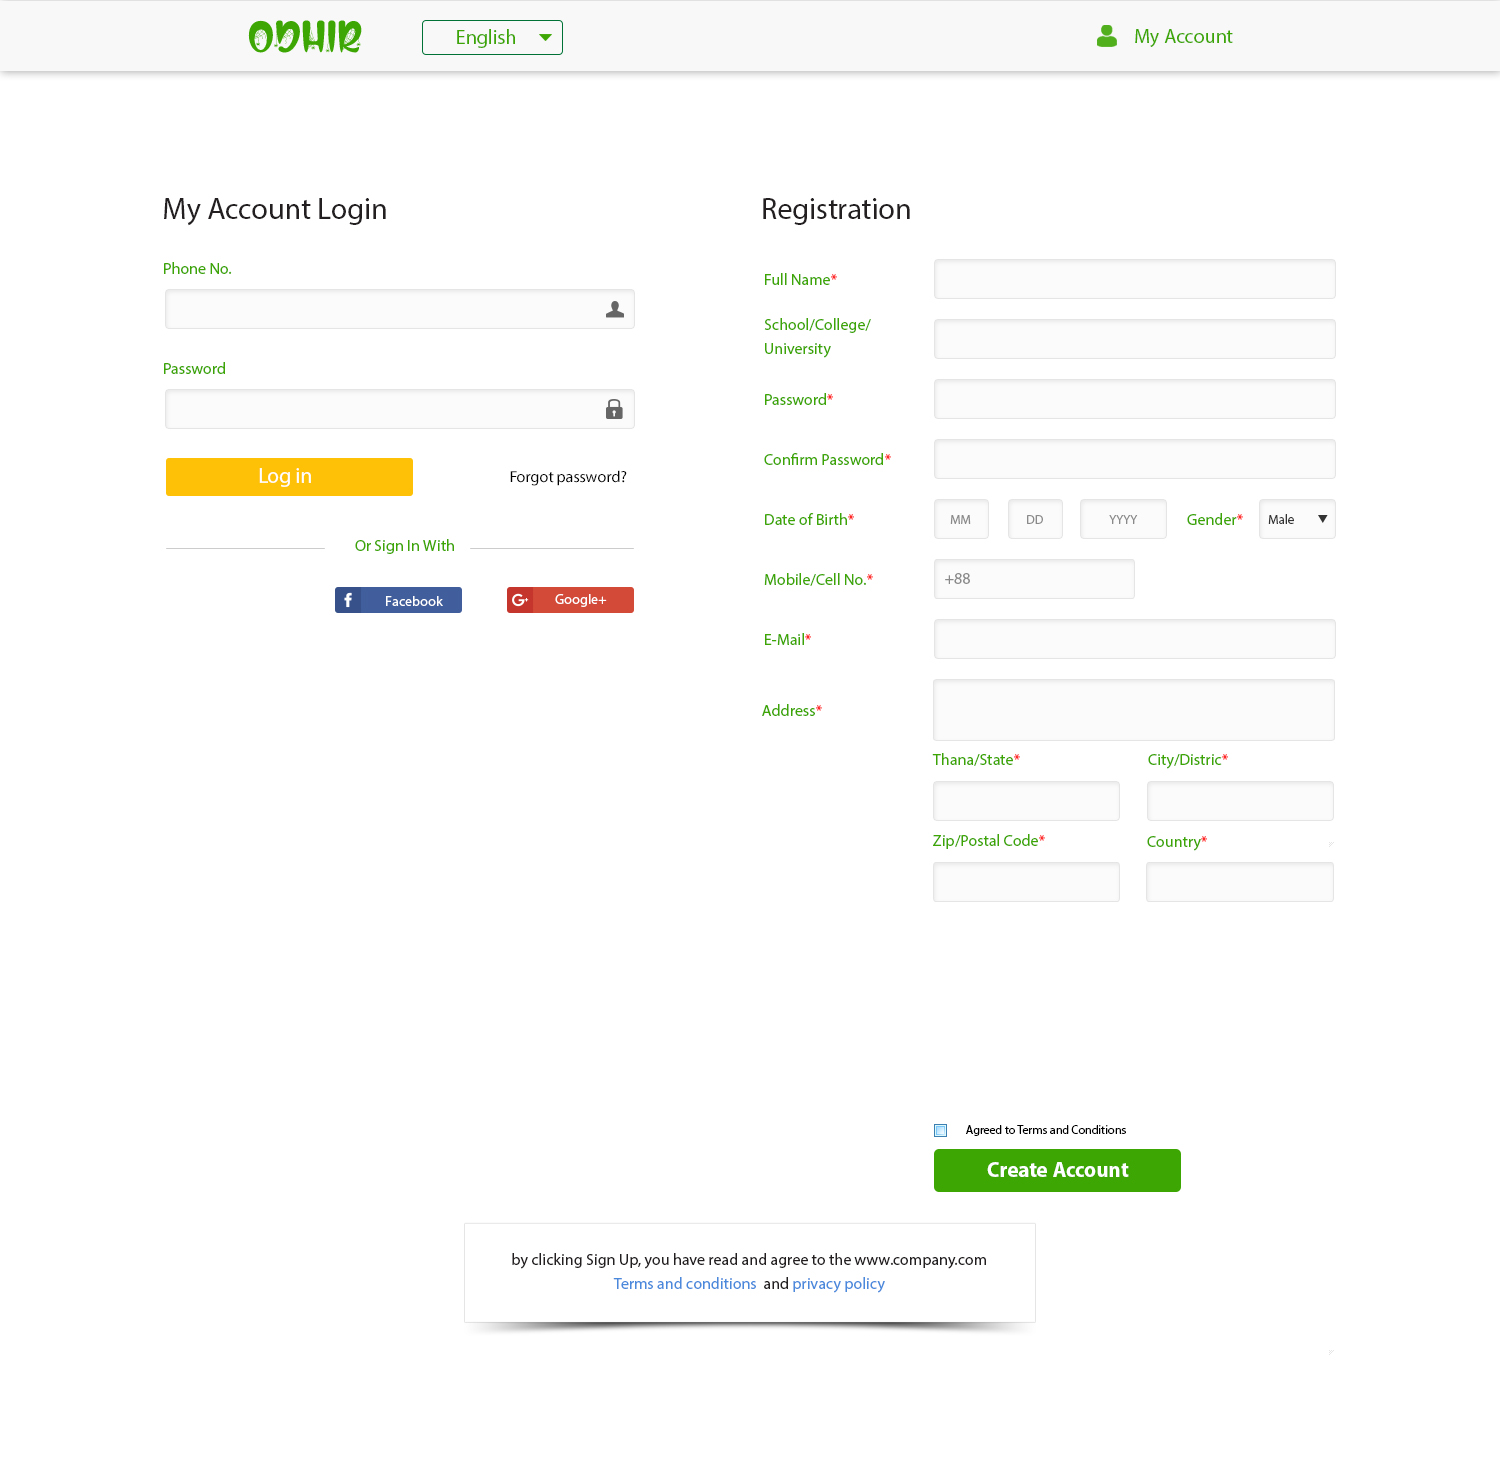 ODHIR
English
My Account
My Account Login
Phone No.
Password
Log in
Forgot password?
Or Sign In With
Facebook
Google+
Registration
Full Name*
School/College/
University
Password*
Confirm Password*
Date of Birth*
MM
DD
YYYY
Gender*
Male
Mobile/Cell No.*
+88
E-Mail*
Address*
Thana/State*
City/Distric*
Zip/Postal Code*
Country*
Agreed to Terms and Conditions
Create Account
by clicking Sign Up, you have read and agree to the www.company.com
Terms and conditions and privacy policy